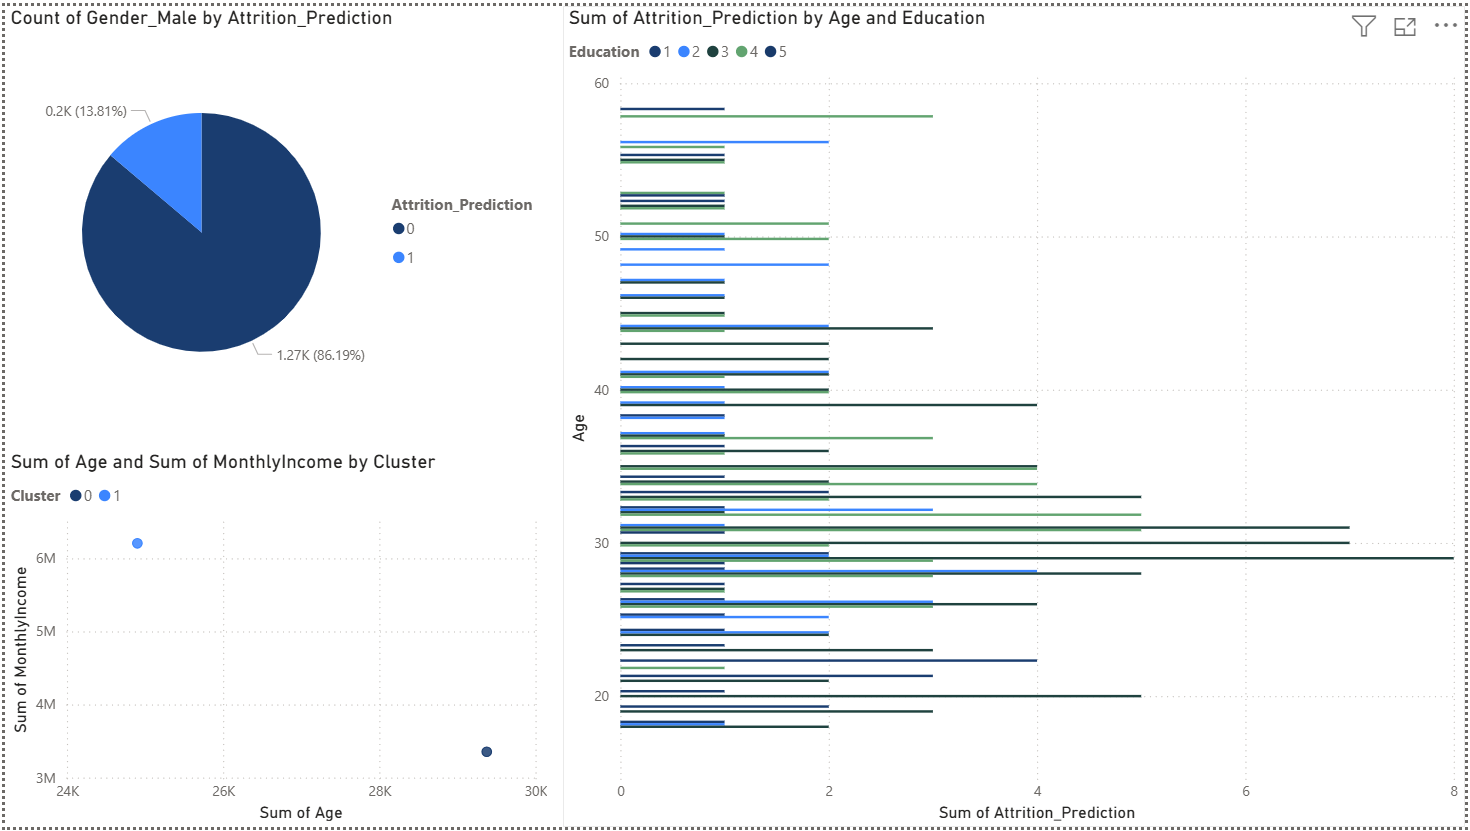 Count of Gender_Male by Attrition_Prediction
0.2K (13.81%)
1.27K (86.19%)
Attrition_Prediction
0
1
Sum of Age and Sum of MonthlyIncome by Cluster
Cluster 0 1
Sum of MonthlyIncome
6M
5M
4M
3M
24K 26K 28K 30K
Sum of Age
Sum of Attrition_Prediction by Age and Education
Education 1 2 3 4 5
Age
60
50
40
30
20
0 2 4 6 8
Sum of Attrition_Prediction